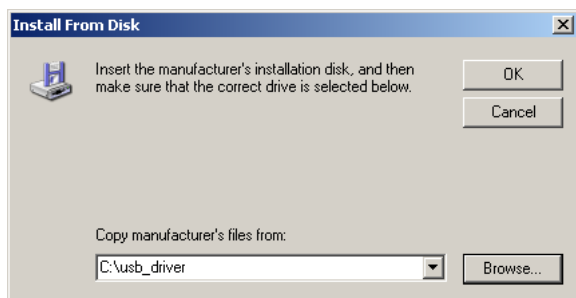 Install From Disk
Insert the manufacturer's installation disk, and then
make sure that the correct drive is selected below.
OK
Cancel
Copy manufacturer's files from:
C:\usb_driver
Browse...